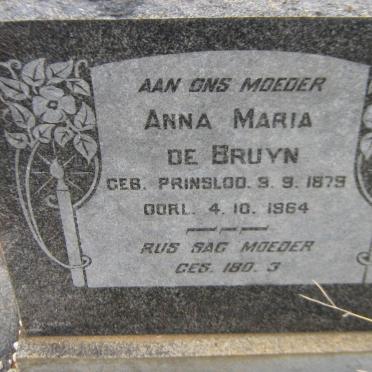 AAN ONS MOEDER
ANNA MARIA
DE BRUYN
GEB. PRINSLOO. 9. 9. 1879
OORL. 4. 10. 1964
RUS SAG MOEDER
GES. 180. 3